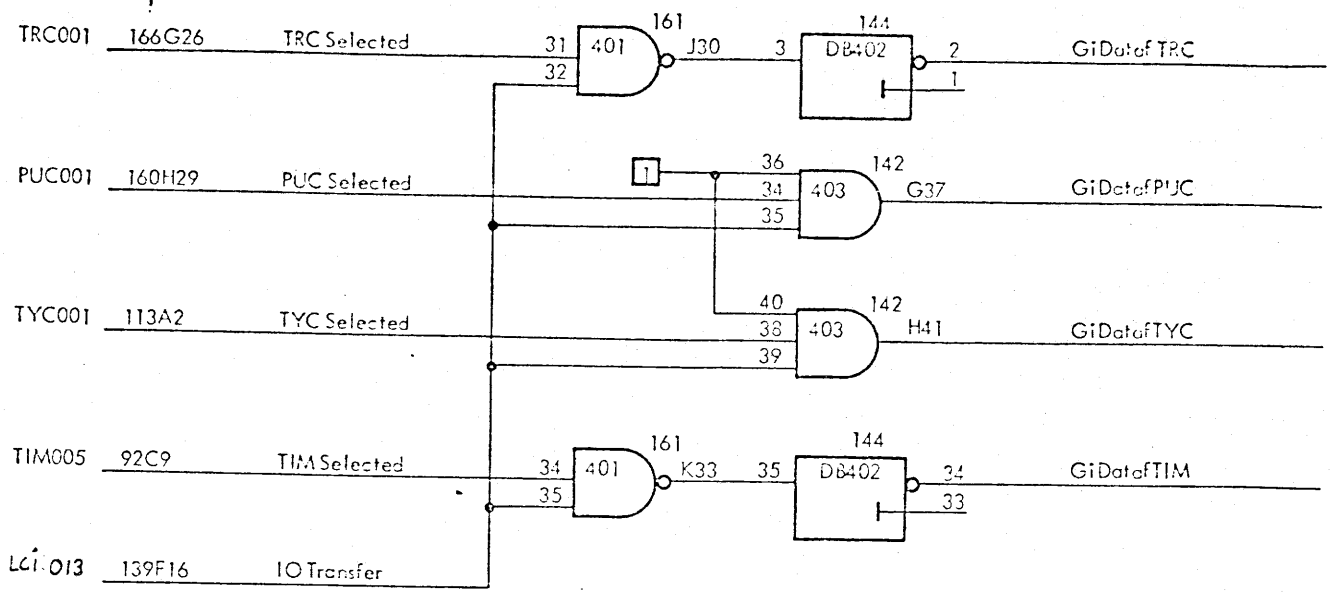 161
144
TRC001 166G26 TRC Selected 31 401 J30 3 DB402 2 GiDatafTRC
32 1
36 142
1
PUC001 160H29 PUC Selected 34 403 G37 GiDatafPUC
35
40 142
TYC001 113A2 TYC Selected 38 403 H41 GiDatafTYC
39
161 144
TIM005 92C9 TIM Selected 34 401 K33 35 DB402 34 GiDatafTIM
35 33
LCi 013 139F16 IO Transfer